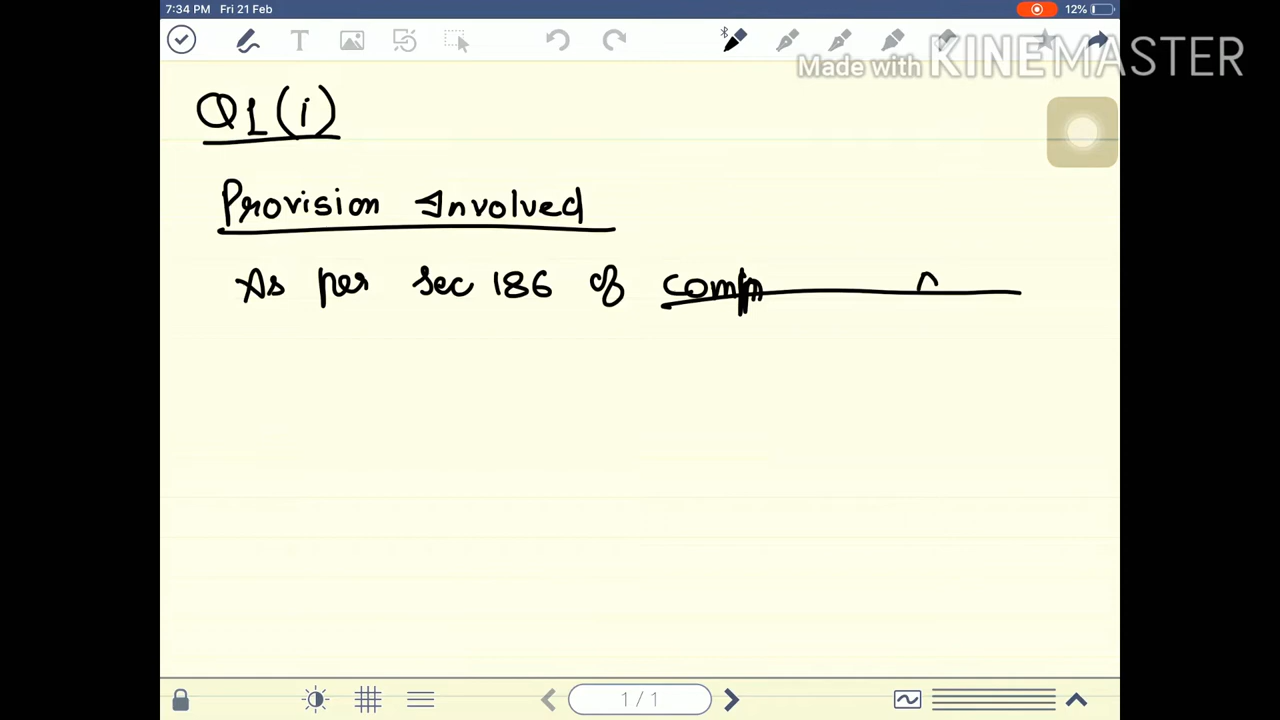 7:34 PM Fri 21 Feb
12%
Made with KINEMASTER
Q1(i)
Provision Involved
As per sec 186 of comp
1/1